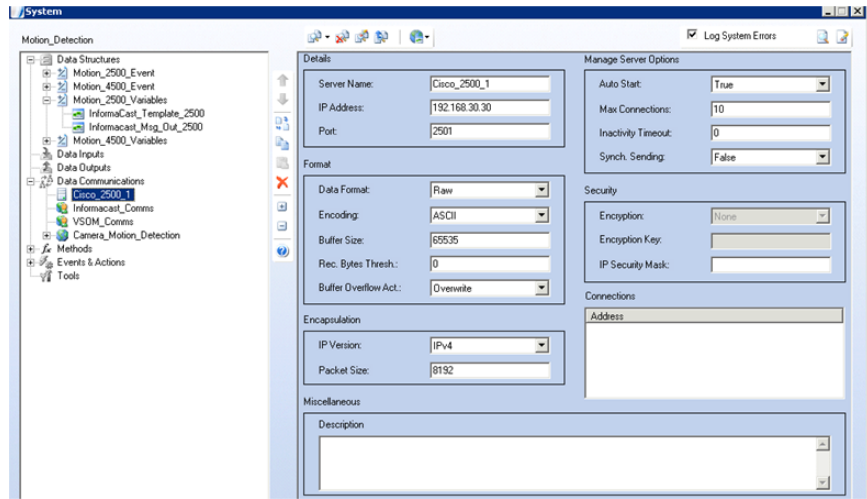 System
Motion_Detection
Log System Errors
Data Structures
Motion_2500_Event
Motion_4500_Event
Motion_2500_Variables
InformaCast_Template_2500
Informacast_Msg_Out_2500
Motion_4500_Variables
Data Inputs
Data Outputs
Data Communications
Cisco_2500_1
Informacast_Comms
VSOM_Comms
Camera_Motion_Detection
fx Methods
Events & Actions
Tools
Details
Server Name: Cisco_2500_1
IP Address: 192.168.30.30
Port: 2501
Format
Data Format: Raw
Encoding: ASCII
Buffer Size: 65535
Rec. Bytes Thresh.: 0
Buffer Overflow Act.: Overwrite
Encapsulation
IP Version: IPv4
Packet Size: 8192
Miscellaneous
Description
Manage Server Options
Auto Start: True
Max Connections: 10
Inactivity Timeout: 0
Synch. Sending: False
Security
Encryption: None
Encryption Key:
IP Security Mask:
Connections
Address